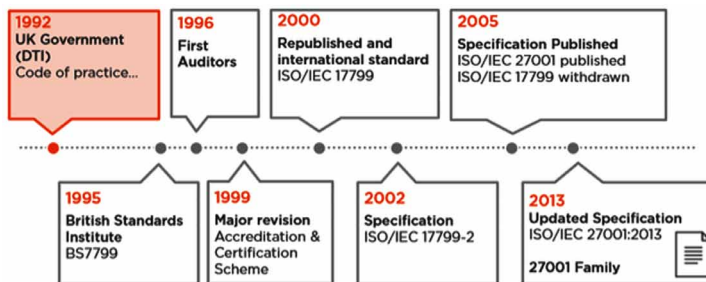 1992
UK Government
(DTI)
Code of practice...
1996
First
Auditors
2000
Republished and
international standard
ISO/IEC 17799
2005
Specification Published
ISO/IEC 27001 published
ISO/IEC 17799 withdrawn
1995
British Standards
Institute
BS7799
1999
Major revision
Accreditation &
Certification
Scheme
2002
Specification
ISO/IEC 17799-2
2013
Updated Specification
ISO/IEC 27001:2013
27001 Family